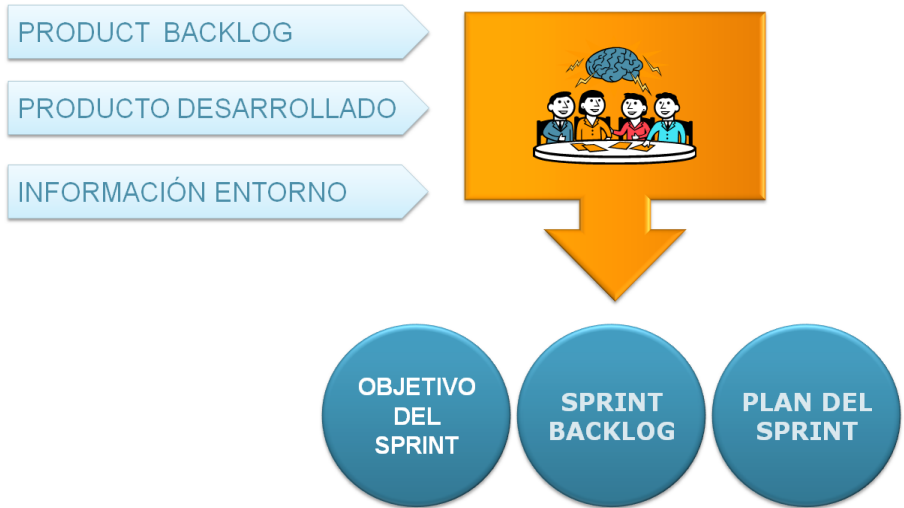 PRODUCT BACKLOG
PRODUCTO DESARROLLADO
INFORMACIÓN ENTORNO
OBJETIVO
DEL
SPRINT
SPRINT
BACKLOG
PLAN DEL
SPRINT